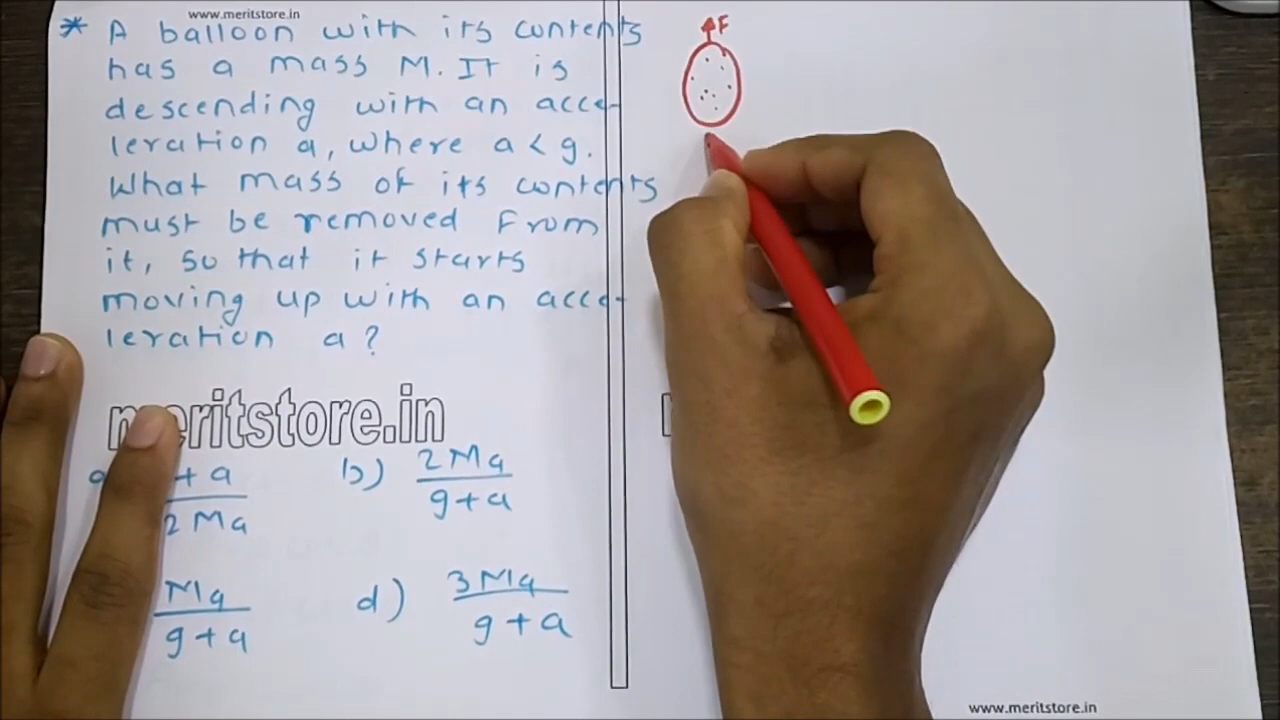 www.meritstore.in
* A balloon with its contents
has a mass M. It is
descending with an acce-
leration a, where a < g.
What mass of its contents
must be removed from
it, so that it starts
moving up with an acce-
leration a?
meritstore.in
+ a
2 Ma
b) 2Ma
g + a
Ma
g + a
d) 3Ma
g + a
F
www.meritstore.in